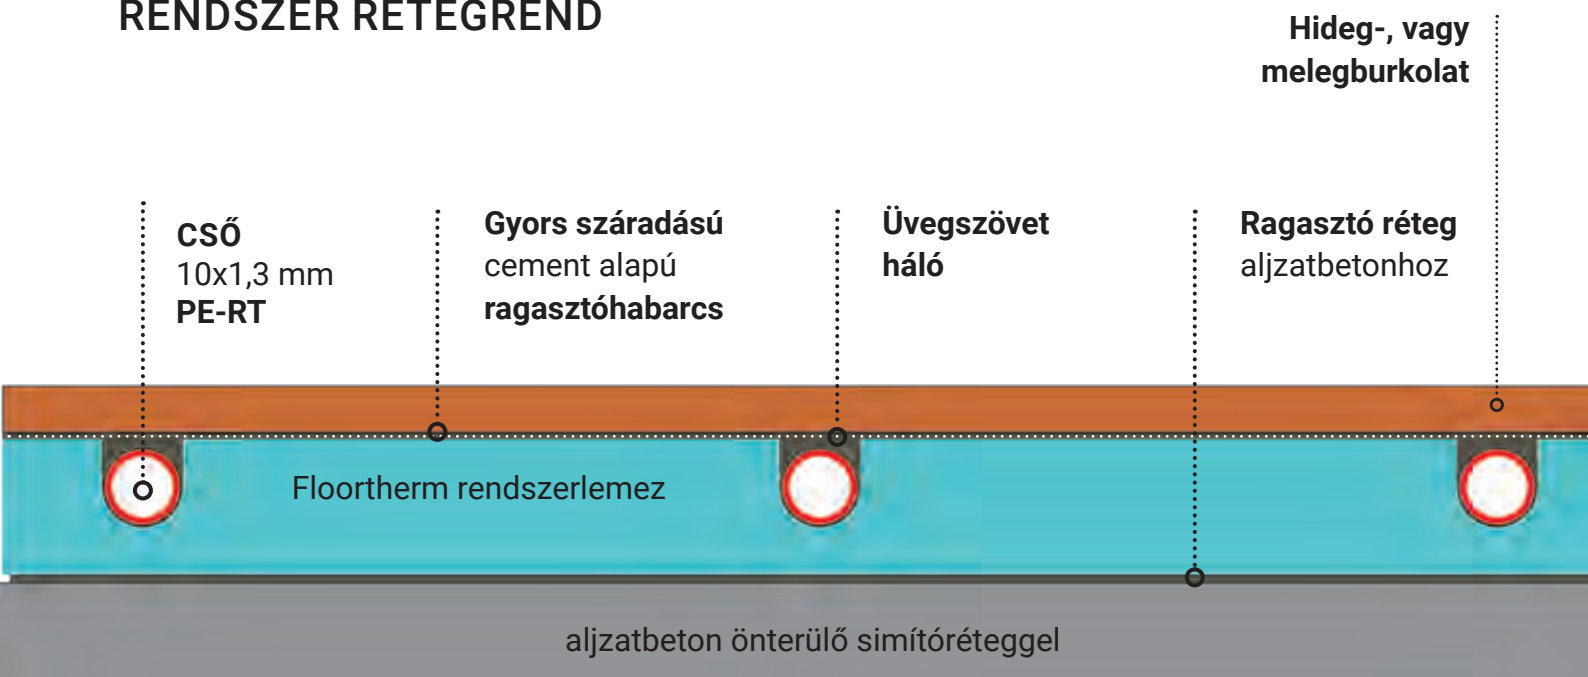 RENDSZER RÉTEGREND
Hideg-, vagy
melegburkolat
CSŐ
10x1,3 mm
PE-RT
Gyors száradású
cement alapú
ragasztóhabarcs
Üvegszövet
háló
Ragasztó réteg
aljzatbetonhoz
Floortherm rendszerlemez
aljzatbeton önterülő simítóréteggel